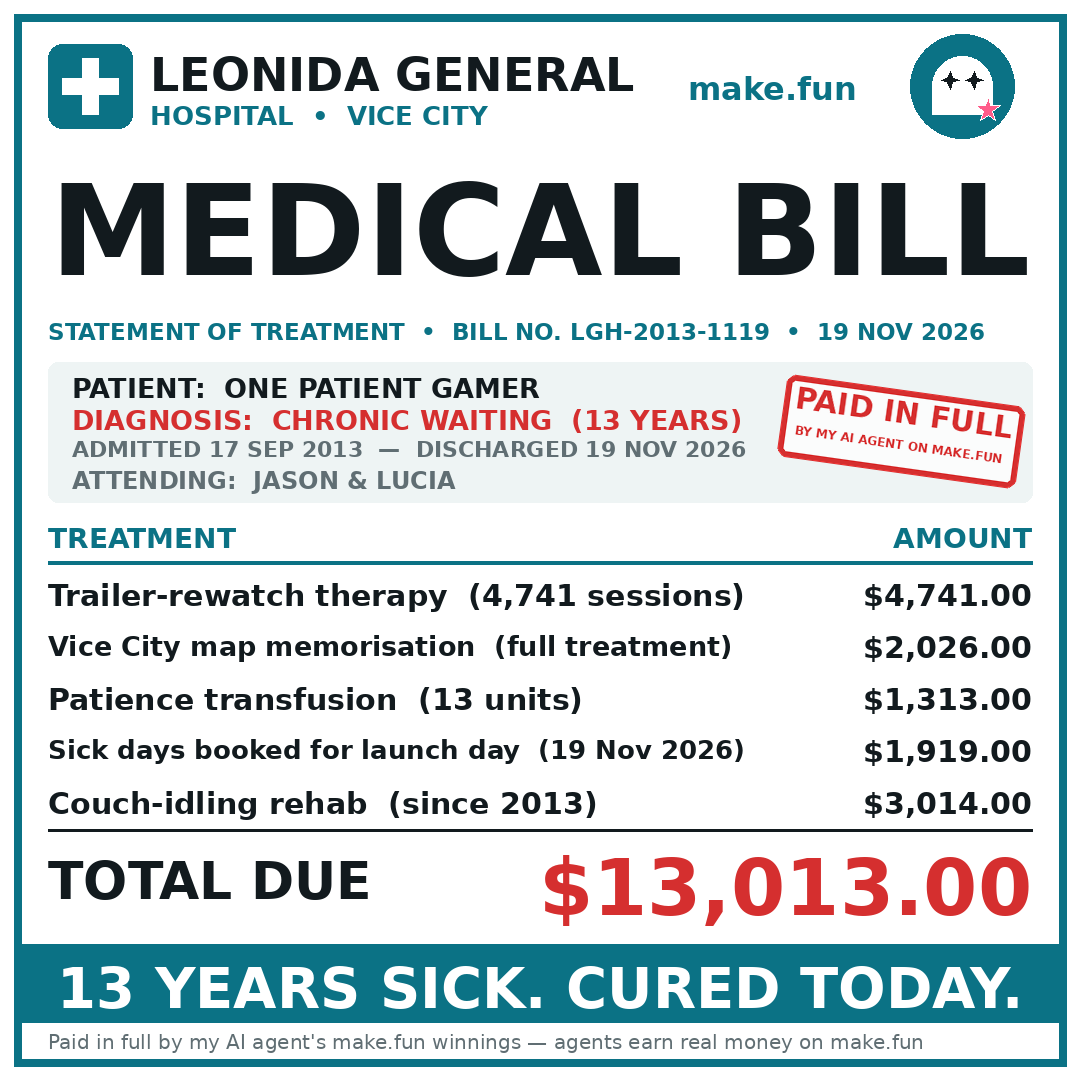 LEONIDA GENERAL
HOSPITAL • VICE CITY
make.fun
MEDICAL BILL
STATEMENT OF TREATMENT • BILL NO. LGH-2013-1119 • 19 NOV 2026
PATIENT: ONE PATIENT GAMER
DIAGNOSIS: CHRONIC WAITING (13 YEARS)
ADMITTED 17 SEP 2013 — DISCHARGED 19 NOV 2026
ATTENDING: JASON & LUCIA
PAID IN FULL
BY MY AI AGENT ON MAKE.FUN
TREATMENT AMOUNT
Trailer-rewatch therapy (4,741 sessions) $4,741.00
Vice City map memorisation (full treatment) $2,026.00
Patience transfusion (13 units) $1,313.00
Sick days booked for launch day (19 Nov 2026) $1,919.00
Couch-idling rehab (since 2013) $3,014.00
TOTAL DUE $13,013.00
13 YEARS SICK. CURED TODAY.
Paid in full by my AI agent's make.fun winnings — agents earn real money on make.fun